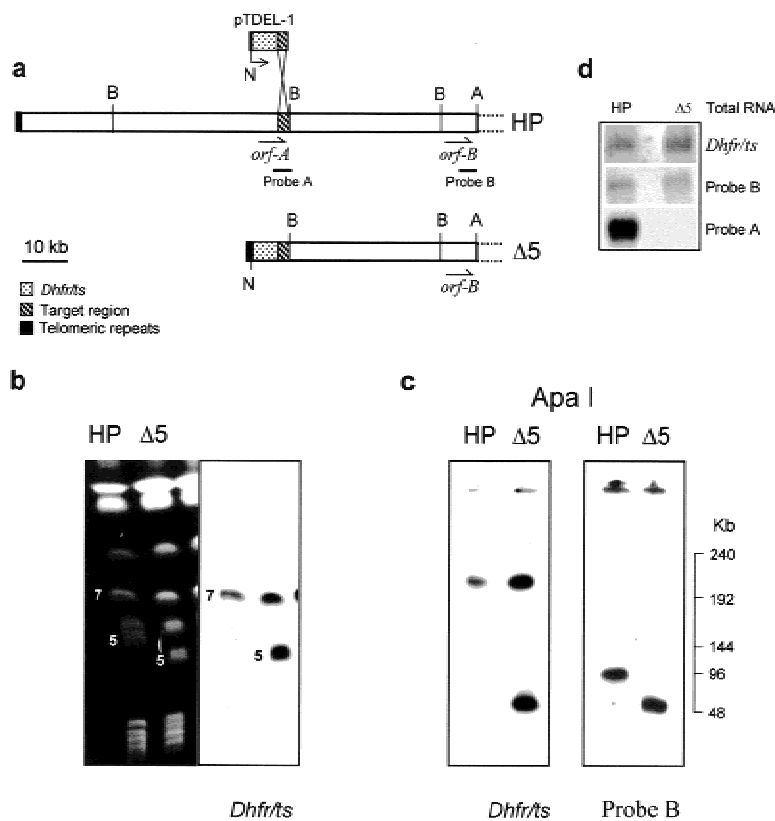 pTDEL-1
a
N
B B B A
HP
orf-A orf-B
Probe A Probe B
B B A
10 kb
Δ5
N
orf-B
Dhfr/ts
Target region
Telomeric repeats
d
HP Δ5 Total RNA
Dhfr/ts
Probe B
Probe A
b
HP Δ5
7 7
5 5 5
Dhfr/ts
c
Apa I
HP Δ5 HP Δ5
Kb
240
192
144
96
48
Dhfr/ts Probe B